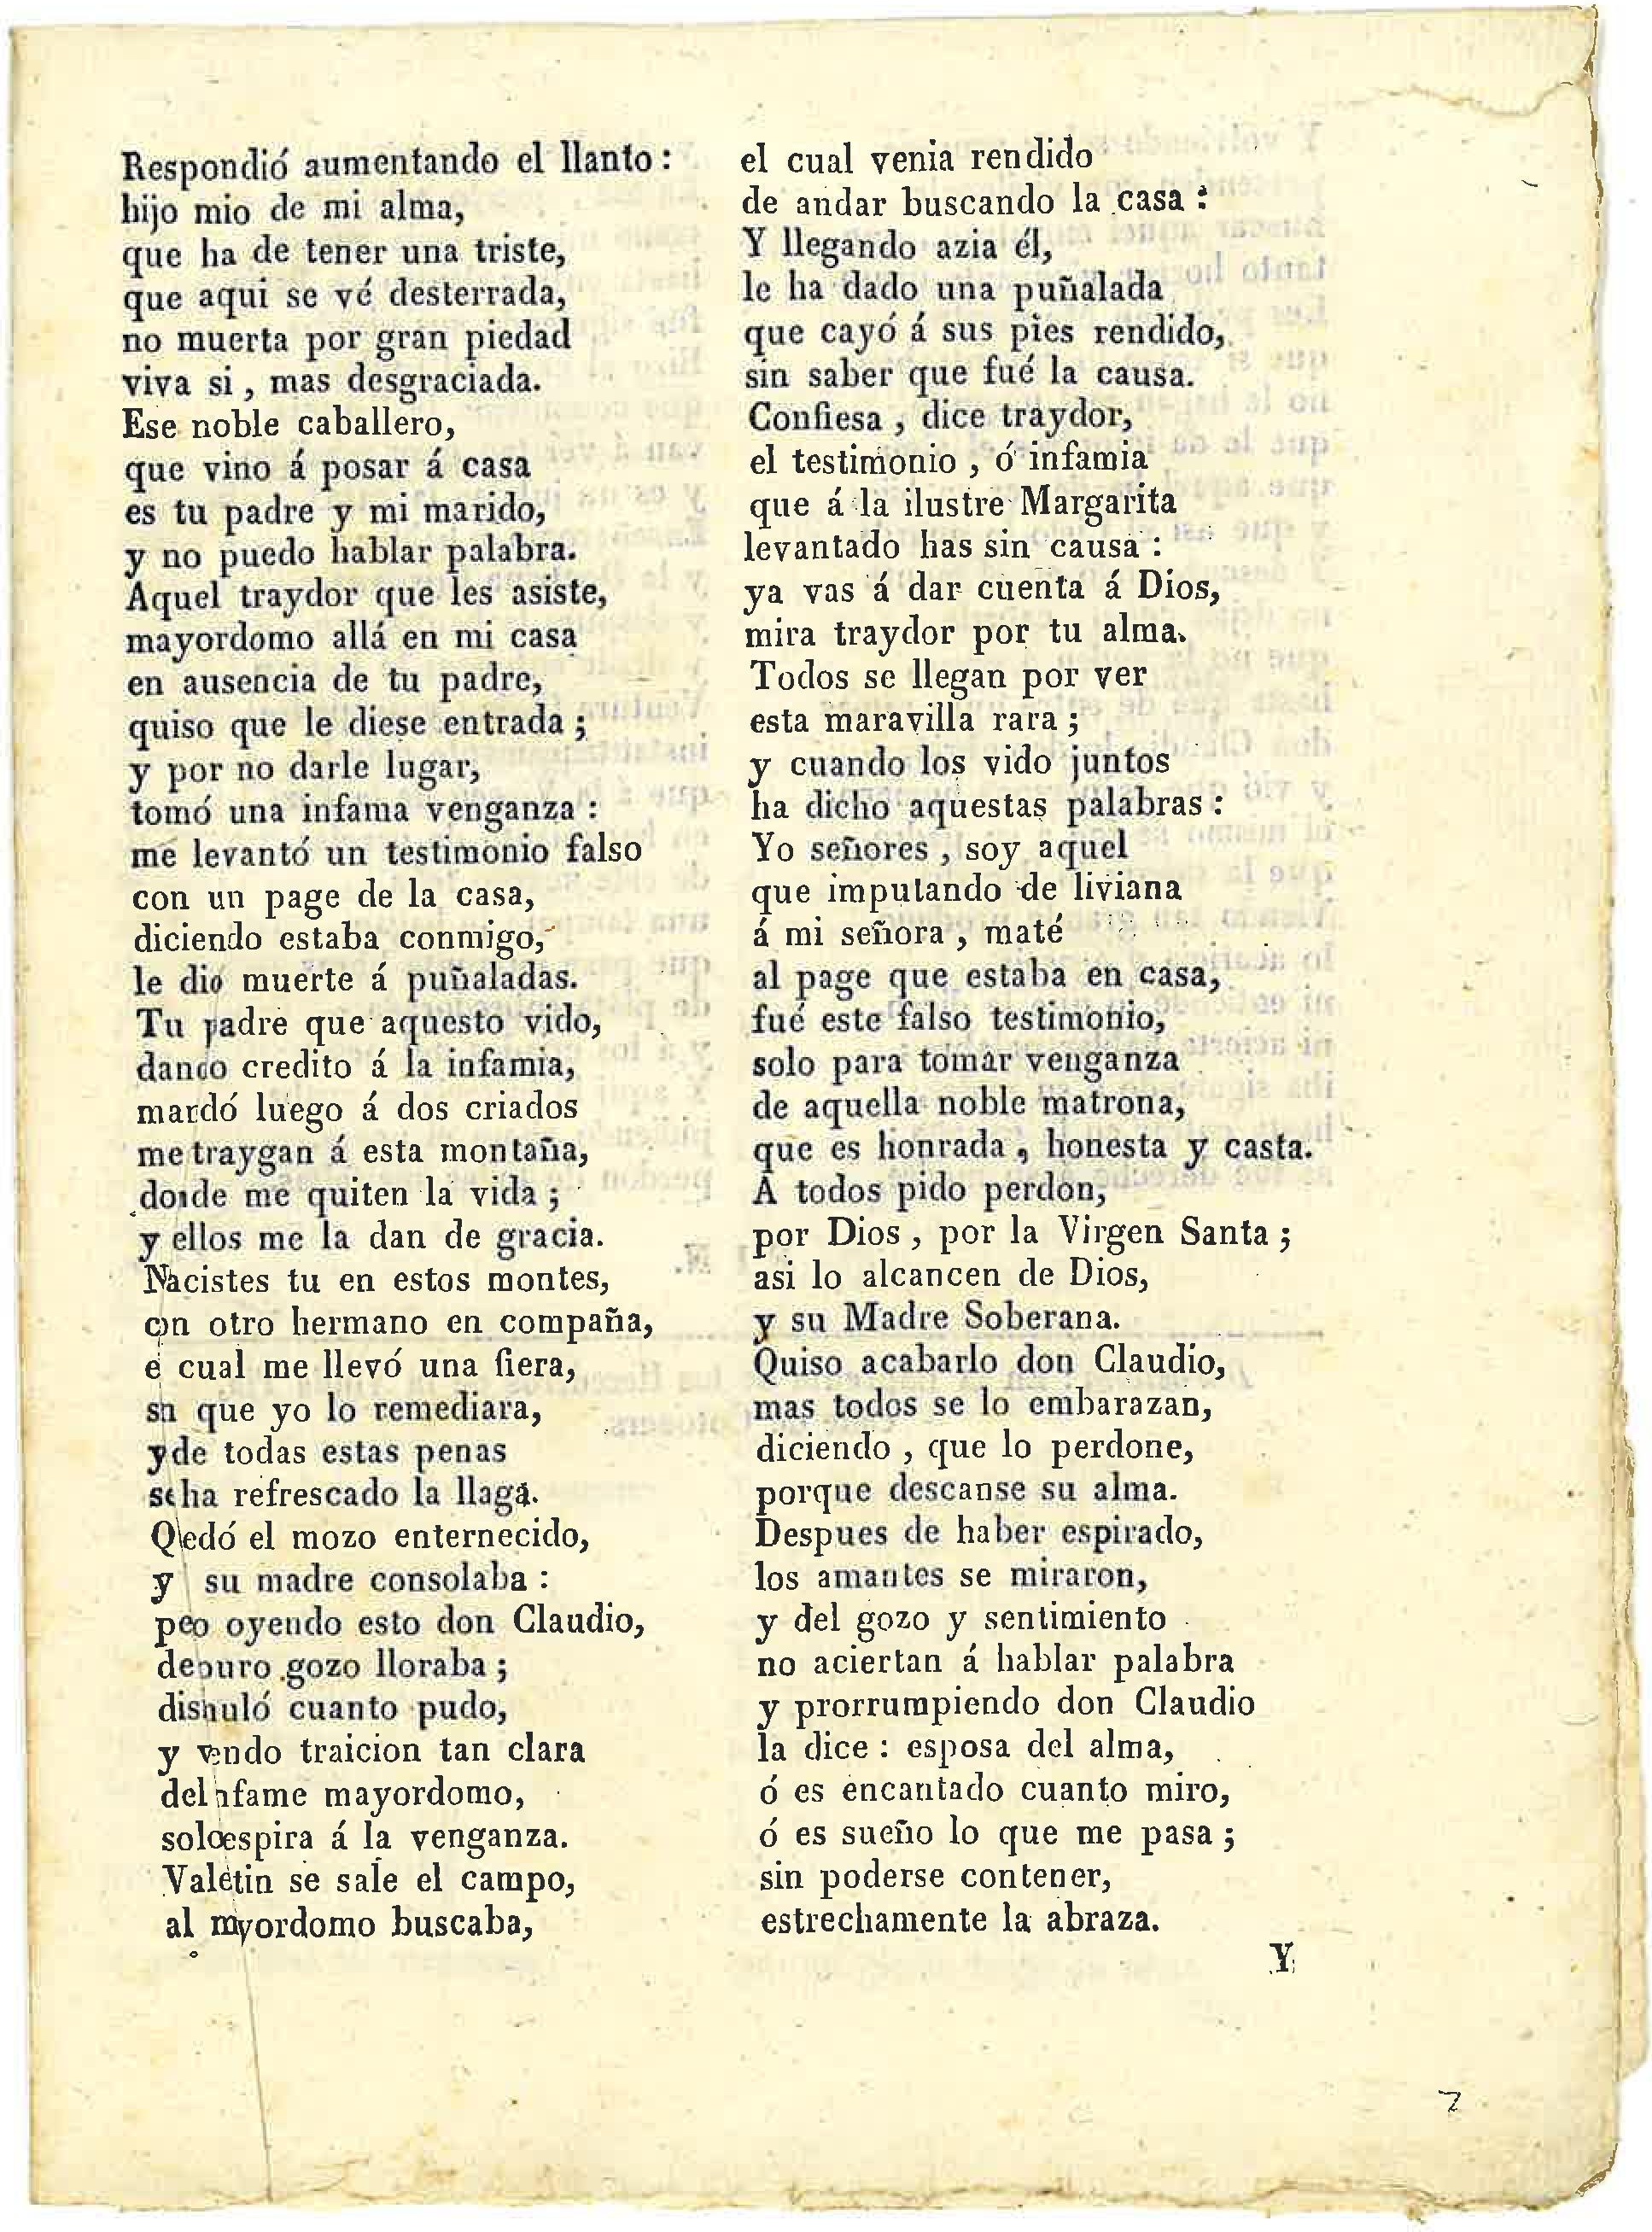 Respondió aumentando el llanto :
hijo mio de mi alma,
que ha de tener una triste,
que aqui se vé desterrada,
no muerta por gran piedad
viva si , mas desgraciada.
Ese noble caballero,
que vino á posar á casa
es tu padre y mi marido,
y no puedo hablar palabra.
Aquel traydor que les asiste,
mayordomo allá en mi casa
en ausencia de tu padre,
quiso que le diese entrada ;
y por no darle lugar,
tomó una infama venganza :
me levantó un testimonio falso
con un page de la casa,
diciendo estaba conmigo,
le dió muerte á puñaladas.
Tu padre que aquesto vido,
dando credito á la infamia,
mardó luego á dos criados
me traygan á esta montaña,
donde me quiten la vida ;
y ellos me la dan de gracia.
Nacistes tu en estos montes,
con otro hermano en compaña,
e cual me llevó una fiera,
sn que yo lo remediara,
y de todas estas penas
se ha refrescado la llaga.
Qedó el mozo enternecido,
y su madre consolaba :
peo oyendo esto don Claudio,
de puro gozo lloraba ;
disiuló cuanto pudo,
y vendo traicion tan clara
del nfame mayordomo,
solo espira á la venganza.
Valetin se sale el campo,
al myordomo buscaba,
el cual venia rendido
de andar buscando la casa :
Y llegando azia él,
le ha dado una puñalada
que cayó á sus pies rendido,
sin saber que fué la causa.
Confiesa , dice traydor,
el testimonio , ó infamia
que á la ilustre Margarita
levantado has sin causa :
ya vas á dar cuenta á Dios,
mira traydor por tu alma.
Todos se llegan por ver
esta maravilla rara ;
y cuando los vido juntos
ha dicho aquestas palabras :
Yo señores , soy aquel
que imputando de liviana
á mi señora , maté
al page que estaba en casa,
fué este falso testimonio,
solo para tomar venganza
de aquella noble matrona,
que es honrada , honesta y casta.
A todos pido perdon,
por Dios , por la Virgen Santa ;
asi lo alcancen de Dios,
y su Madre Soberana.
Quiso acabarlo don Claudio,
mas todos se lo embarazan,
diciendo , que lo perdone,
porque descanse su alma.
Despues de haber espirado,
los amantes se miraron,
y del gozo y sentimiento
no aciertan á hablar palabra
y prorrumpiendo don Claudio
la dice : esposa del alma,
ó es encantado cuanto miro,
ó es sueño lo que me pasa ;
sin poderse contener,
estrechamente la abraza.
Y
7